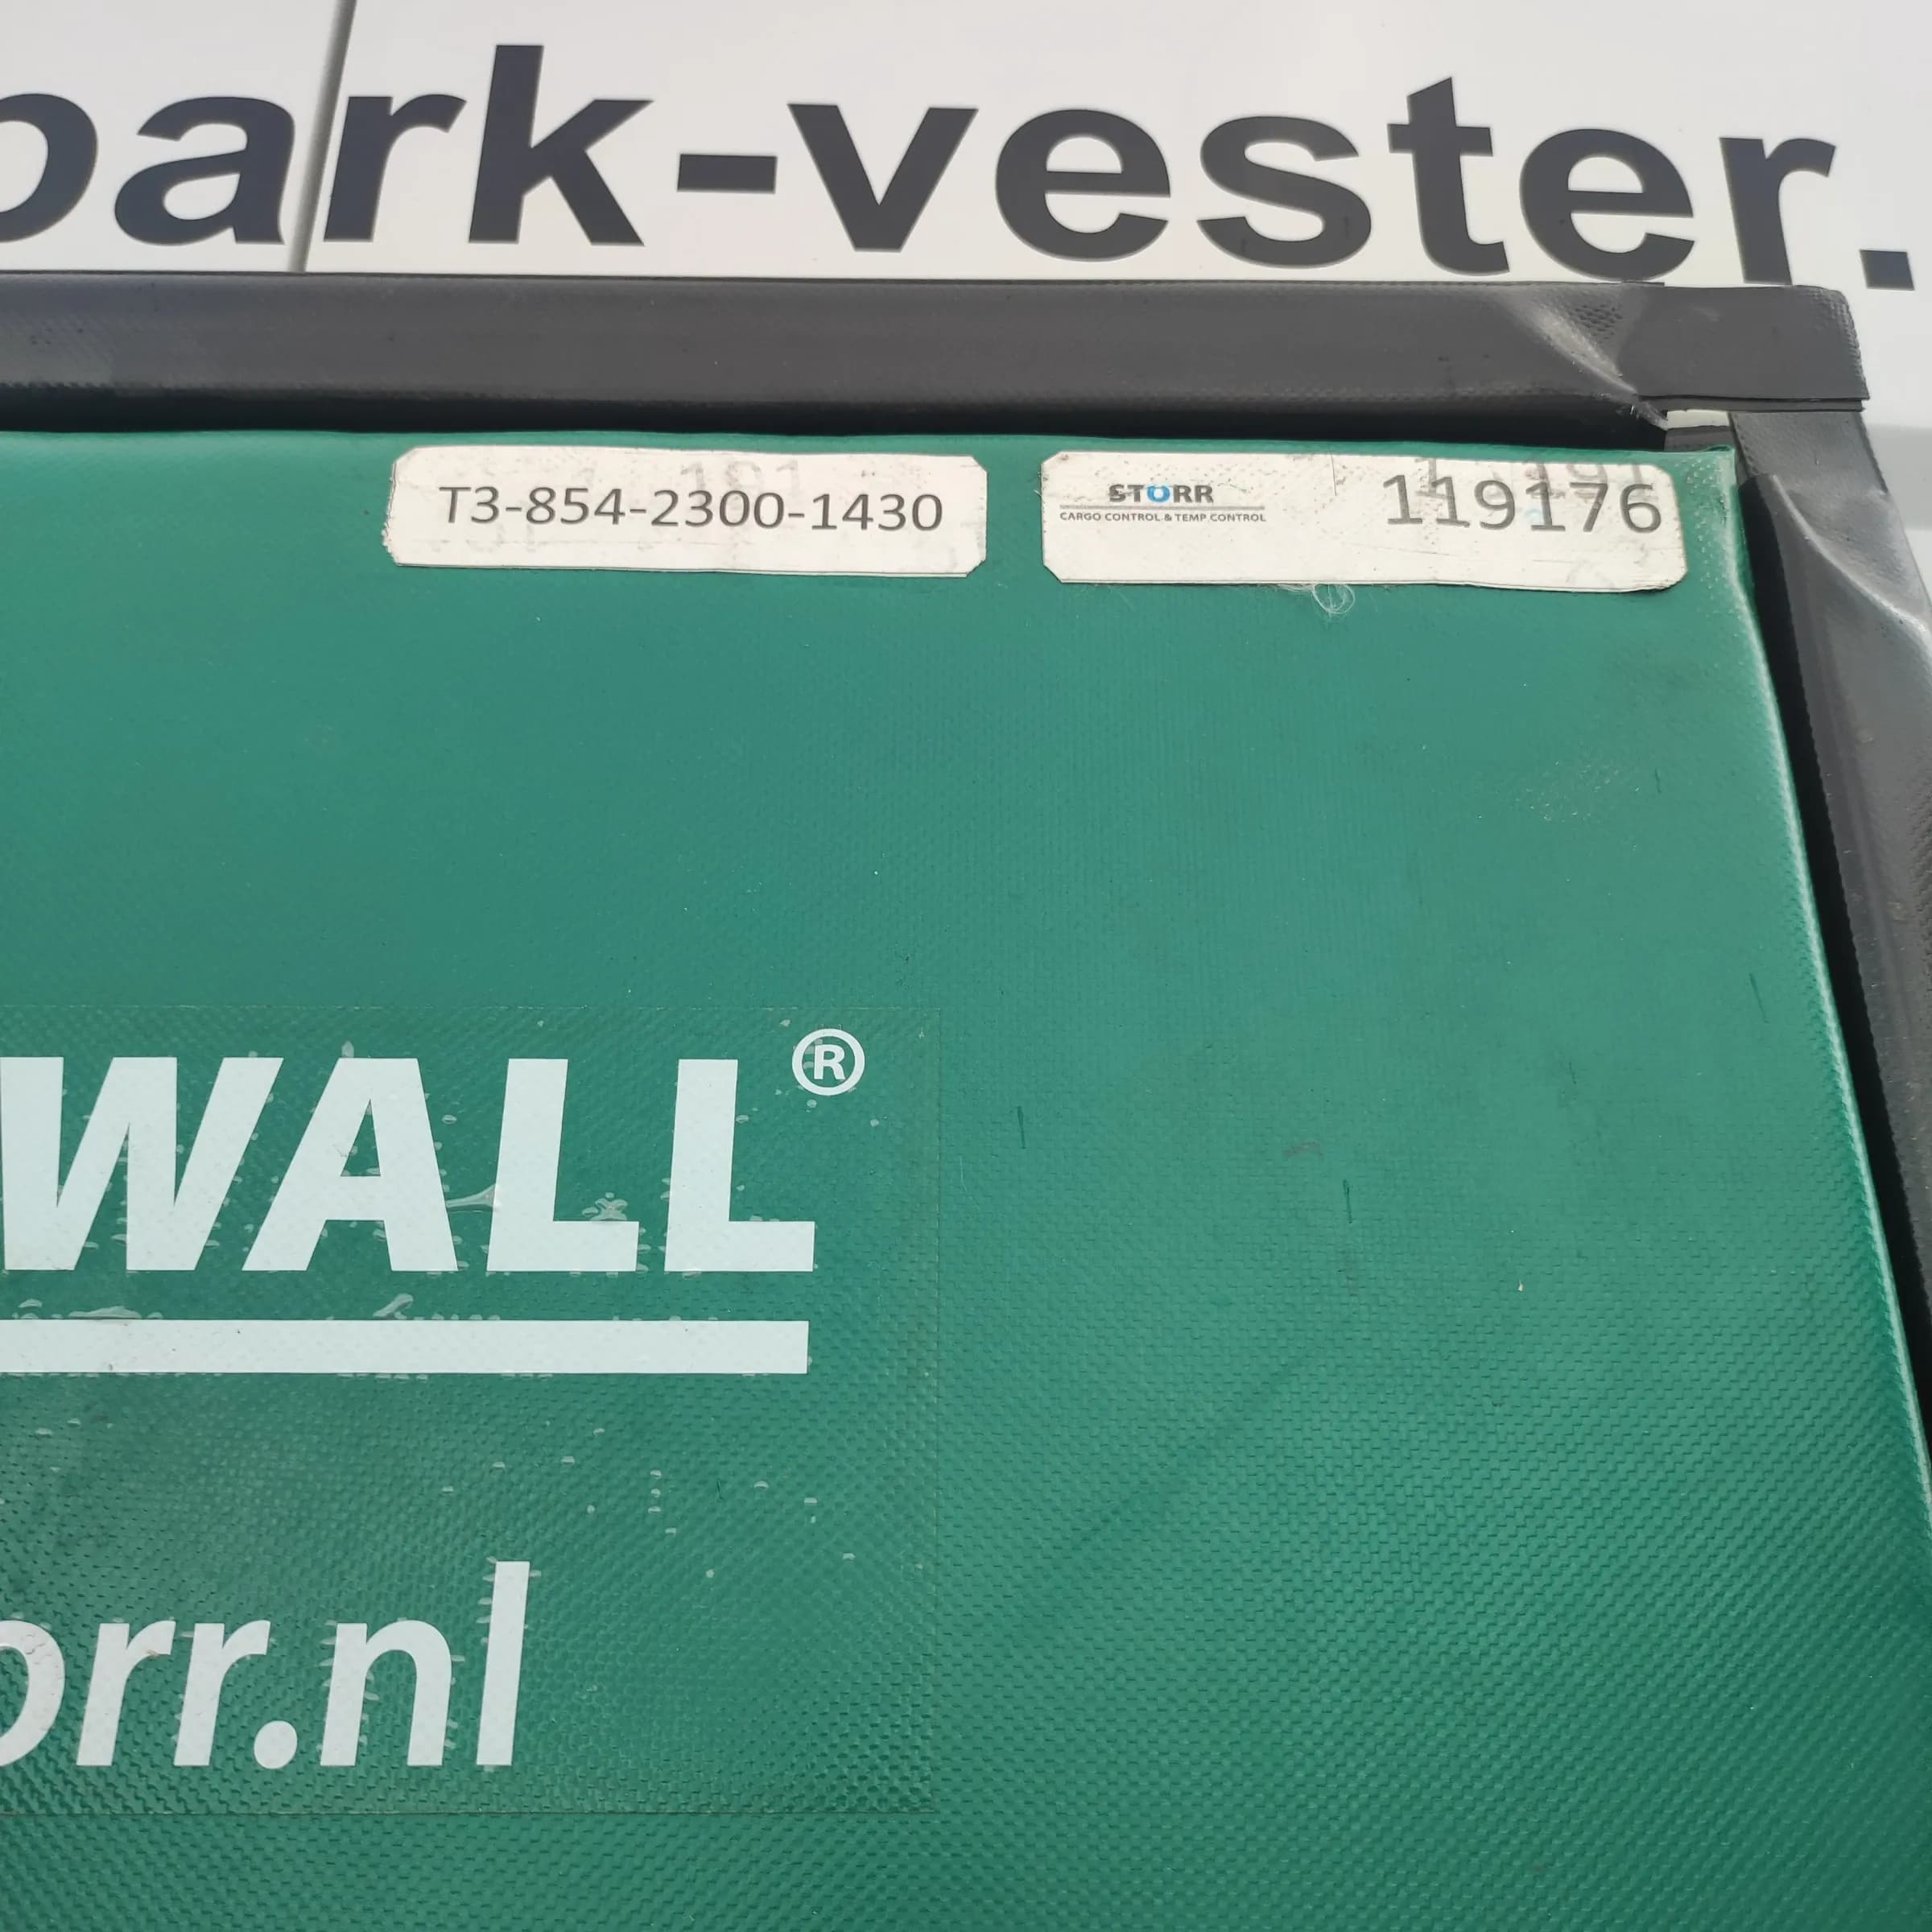 park-vester.
T3-854-2300-1430
STORR 119176
CARGO CONTROL & TEMP CONTROL
WALL®
orr.nl